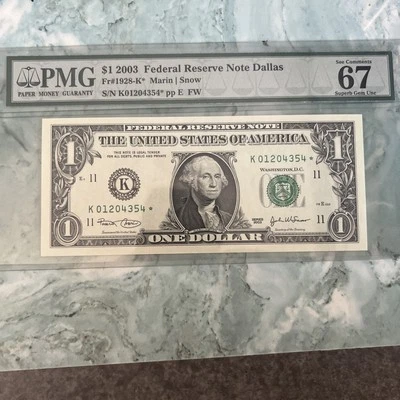 PMG
PAPER MONEY GUARANTY
$1 2003 Federal Reserve Note Dallas
Fr#1928-K* Marin | Snow
S/N K01204354* pp E FW
See Comments
67
Superb Gem Unc
FEDERAL RESERVE NOTE
THE UNITED STATES OF AMERICA
THIS NOTE IS LEGAL TENDER
FOR ALL DEBTS, PUBLIC AND PRIVATE
K 01204354 *
WASHINGTON, D.C.
1
1
11
11
K
K 01204354 *
11
11
SERIES
2003
1
ONE DOLLAR
1